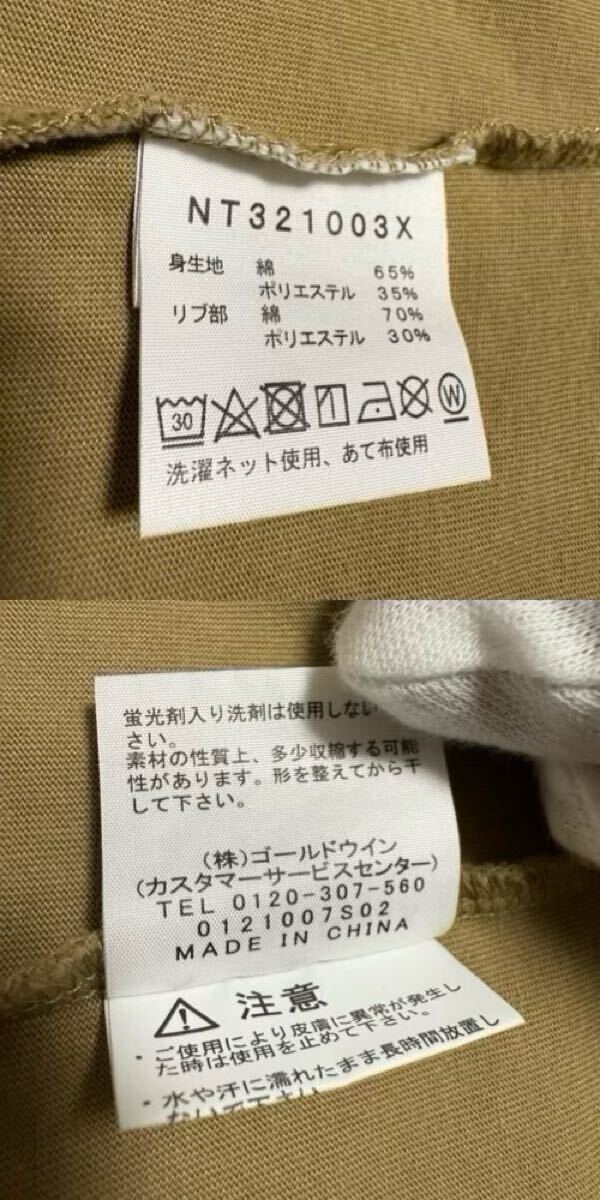 NT321003X
身生地 綿 65%
ポリエステル 35%
リブ部 綿 70%
ポリエステル 30%
30 W
洗濯ネット使用、あて布使用
蛍光剤入り洗剤は使用しない
さい。
素材の性質上、多少収縮する可能
性があります。形を整えてから干
して下さい。
(株)ゴールドウイン
(カスタマーサービスセンター)
TEL 0120-307-560
0121007S02
MADE IN CHINA
注意
・ご使用により皮膚に異常が発生し
た時は使用を止めて下さい。
・水や汗に濡れたまま長時間放置し
ないで下さい